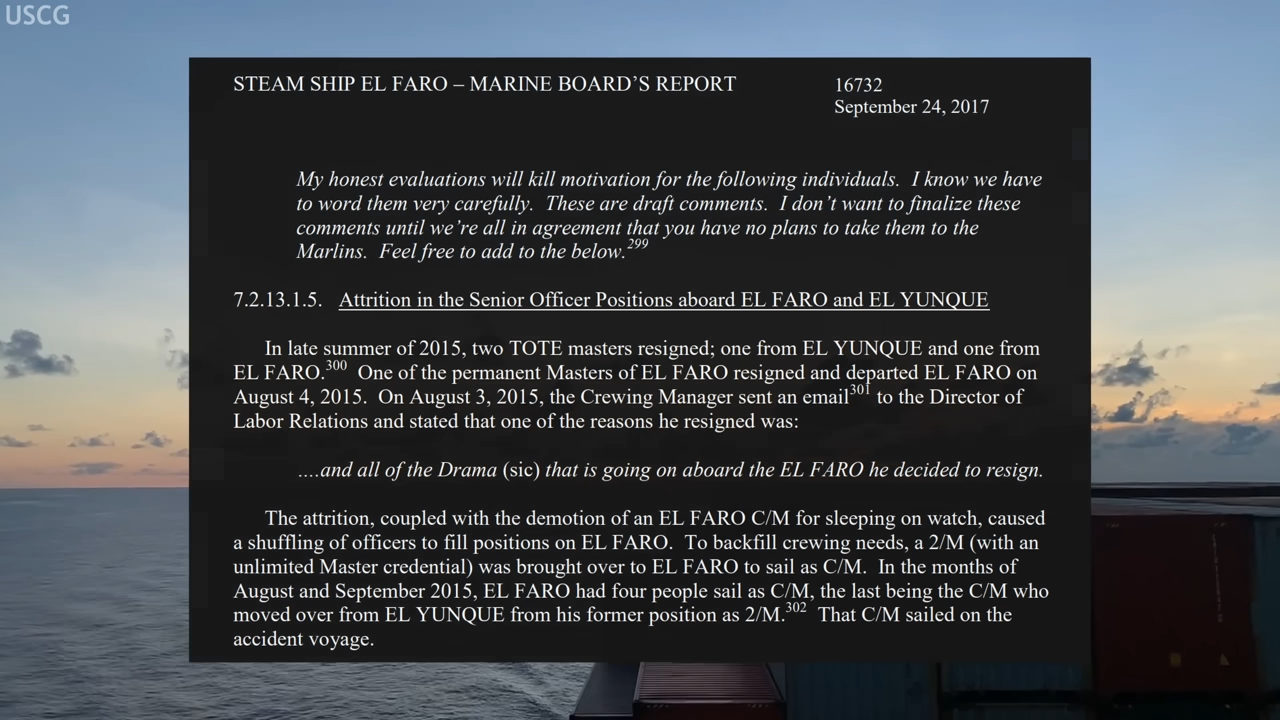 USCG
STEAM SHIP EL FARO – MARINE BOARD'S REPORT
16732
September 24, 2017
My honest evaluations will kill motivation for the following individuals. I know we have
to word them very carefully. These are draft comments. I don't want to finalize these
comments until we're all in agreement that you have no plans to take them to the
Marlins. Feel free to add to the below.299
7.2.13.1.5. Attrition in the Senior Officer Positions aboard EL FARO and EL YUNQUE
In late summer of 2015, two TOTE masters resigned; one from EL YUNQUE and one from
EL FARO.300 One of the permanent Masters of EL FARO resigned and departed EL FARO on
August 4, 2015. On August 3, 2015, the Crewing Manager sent an email301 to the Director of
Labor Relations and stated that one of the reasons he resigned was:
....and all of the Drama (sic) that is going on aboard the EL FARO he decided to resign.
The attrition, coupled with the demotion of an EL FARO C/M for sleeping on watch, caused
a shuffling of officers to fill positions on EL FARO. To backfill crewing needs, a 2/M (with an
unlimited Master credential) was brought over to EL FARO to sail as C/M. In the months of
August and September 2015, EL FARO had four people sail as C/M, the last being the C/M who
moved over from EL YUNQUE from his former position as 2/M.302 That C/M sailed on the
accident voyage.